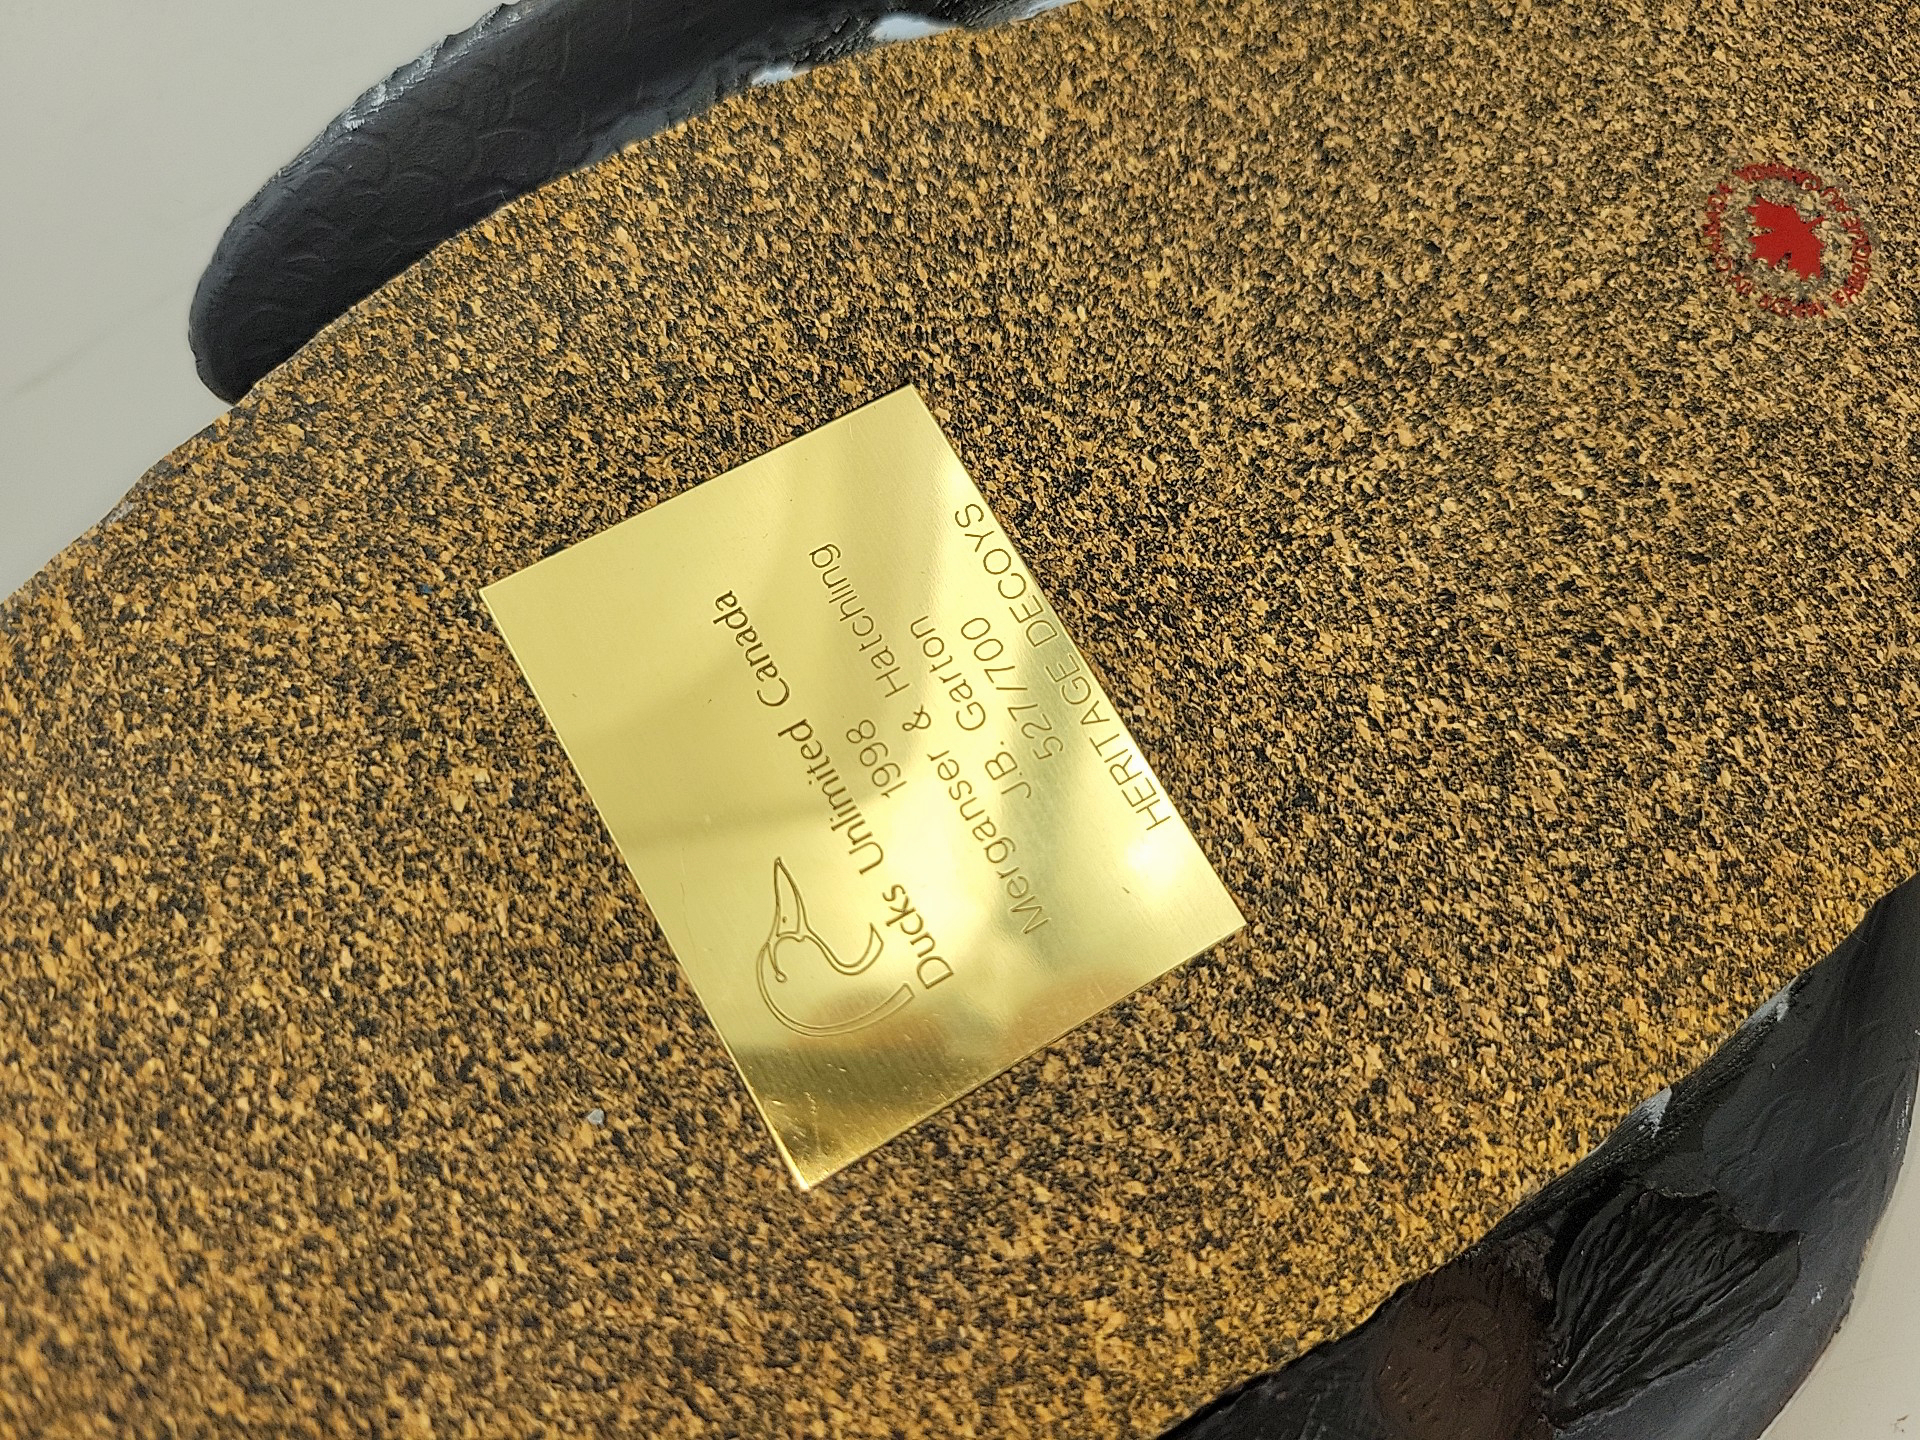 Ducks Unlimited Canada
1998
Merganser & Hatchling
J.B. Garton
527/700
HERITAGE DECOYS